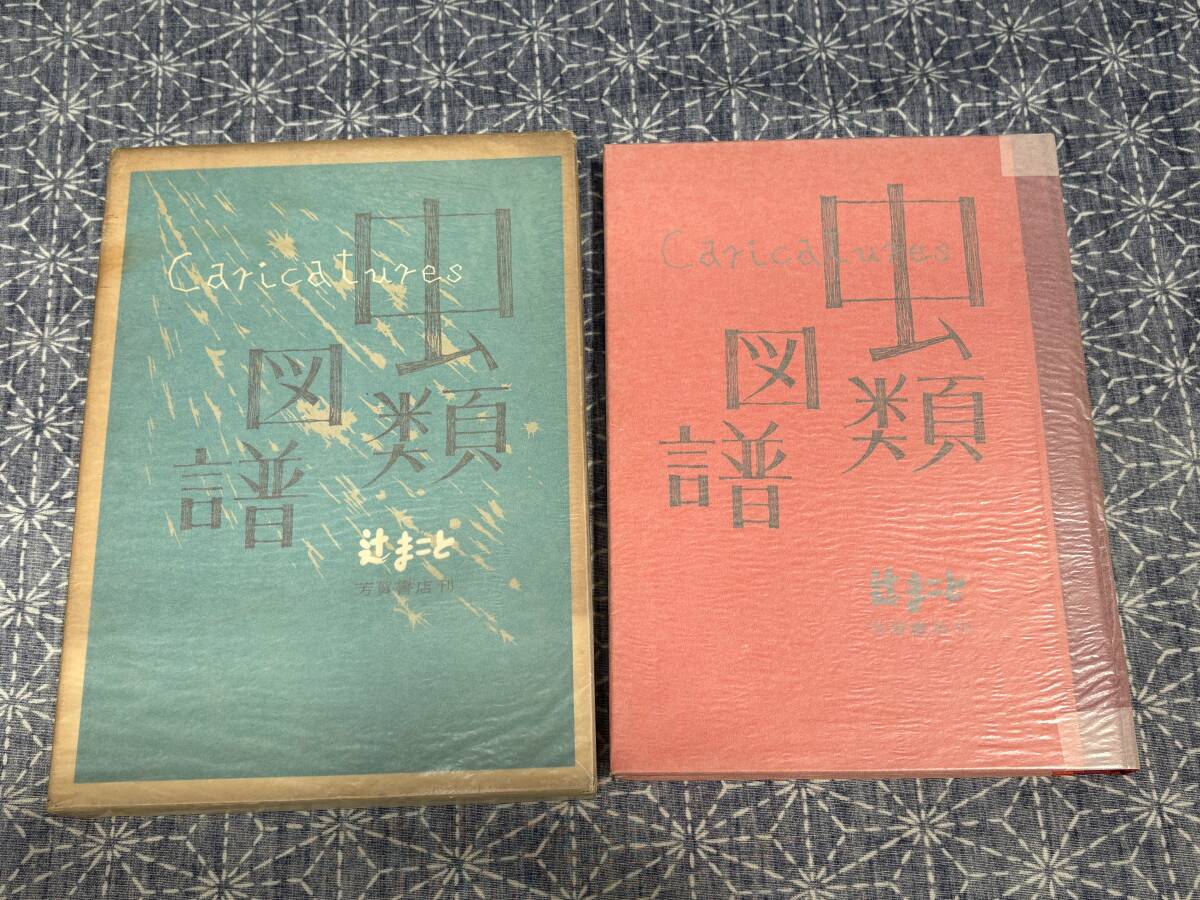 Caricatures
虫類
図譜
辻まこと
芳賀書店刊
Caricatures
虫類
図譜
辻まこと
芳賀書店刊